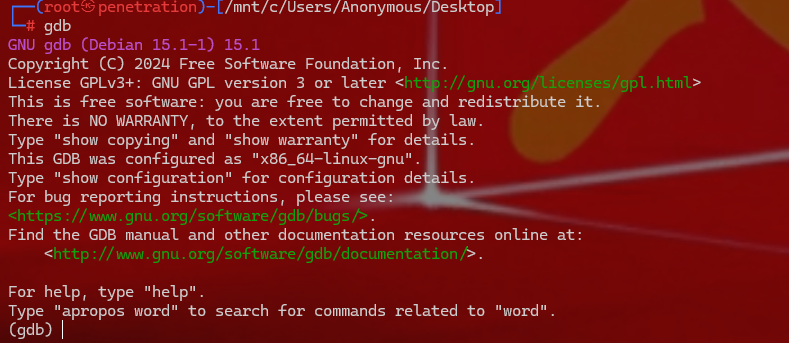 ┌──(root㉿penetration)-[/mnt/c/Users/Anonymous/Desktop]
└─# gdb
GNU gdb (Debian 15.1-1) 15.1
Copyright (C) 2024 Free Software Foundation, Inc.
License GPLv3+: GNU GPL version 3 or later <http://gnu.org/licenses/gpl.html>
This is free software: you are free to change and redistribute it.
There is NO WARRANTY, to the extent permitted by law.
Type "show copying" and "show warranty" for details.
This GDB was configured as "x86_64-linux-gnu".
Type "show configuration" for configuration details.
For bug reporting instructions, please see:
<https://www.gnu.org/software/gdb/bugs/>.
Find the GDB manual and other documentation resources online at:
    <http://www.gnu.org/software/gdb/documentation/>.

For help, type "help".
Type "apropos word" to search for commands related to "word".
(gdb)